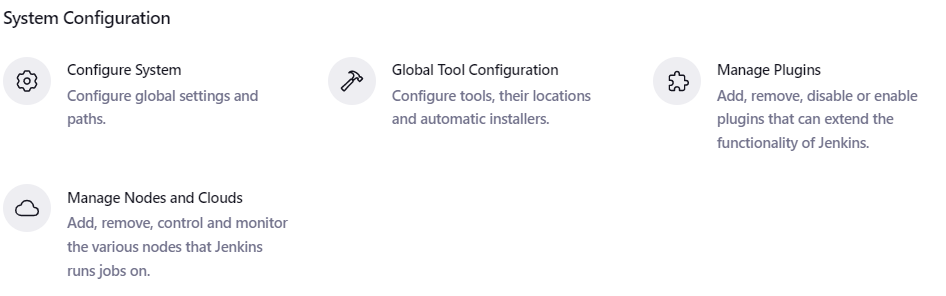 System Configuration
Configure System
Configure global settings and
paths.
Global Tool Configuration
Configure tools, their locations
and automatic installers.
Manage Plugins
Add, remove, disable or enable
plugins that can extend the
functionality of Jenkins.
Manage Nodes and Clouds
Add, remove, control and monitor
the various nodes that Jenkins
runs jobs on.